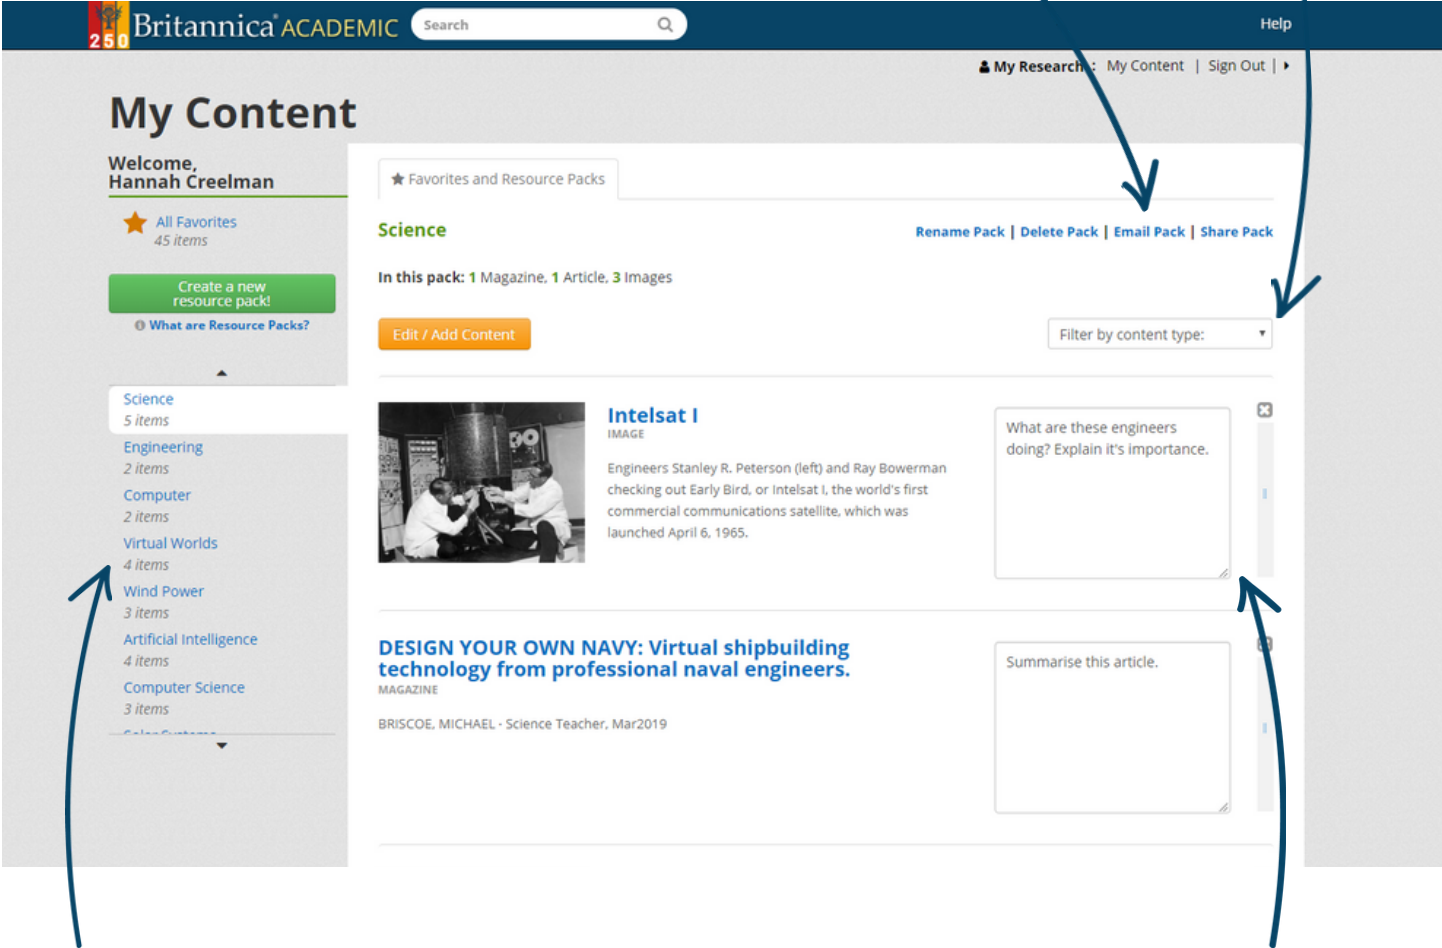 Britannica ACADEMIC
250
Search
Help
My Research : My Content | Sign Out |
My Content
Welcome,
Hannah Creelman
All Favorites
45 items
Create a new
resource pack!
What are Resource Packs?
Science
5 items
Engineering
2 items
Computer
2 items
Virtual Worlds
4 items
Wind Power
3 items
Artificial Intelligence
4 items
Computer Science
3 items
Favorites and Resource Packs
Science
Rename Pack | Delete Pack | Email Pack | Share Pack
In this pack: 1 Magazine, 1 Article, 3 Images
Edit / Add Content
Filter by content type:
Intelsat I
IMAGE
Engineers Stanley R. Peterson (left) and Ray Bowerman
checking out Early Bird, or Intelsat I, the world's first
commercial communications satellite, which was
launched April 6, 1965.
What are these engineers
doing? Explain it's importance.
DESIGN YOUR OWN NAVY: Virtual shipbuilding
technology from professional naval engineers.
MAGAZINE
BRISCOE, MICHAEL - Science Teacher, Mar2019
Summarise this article.